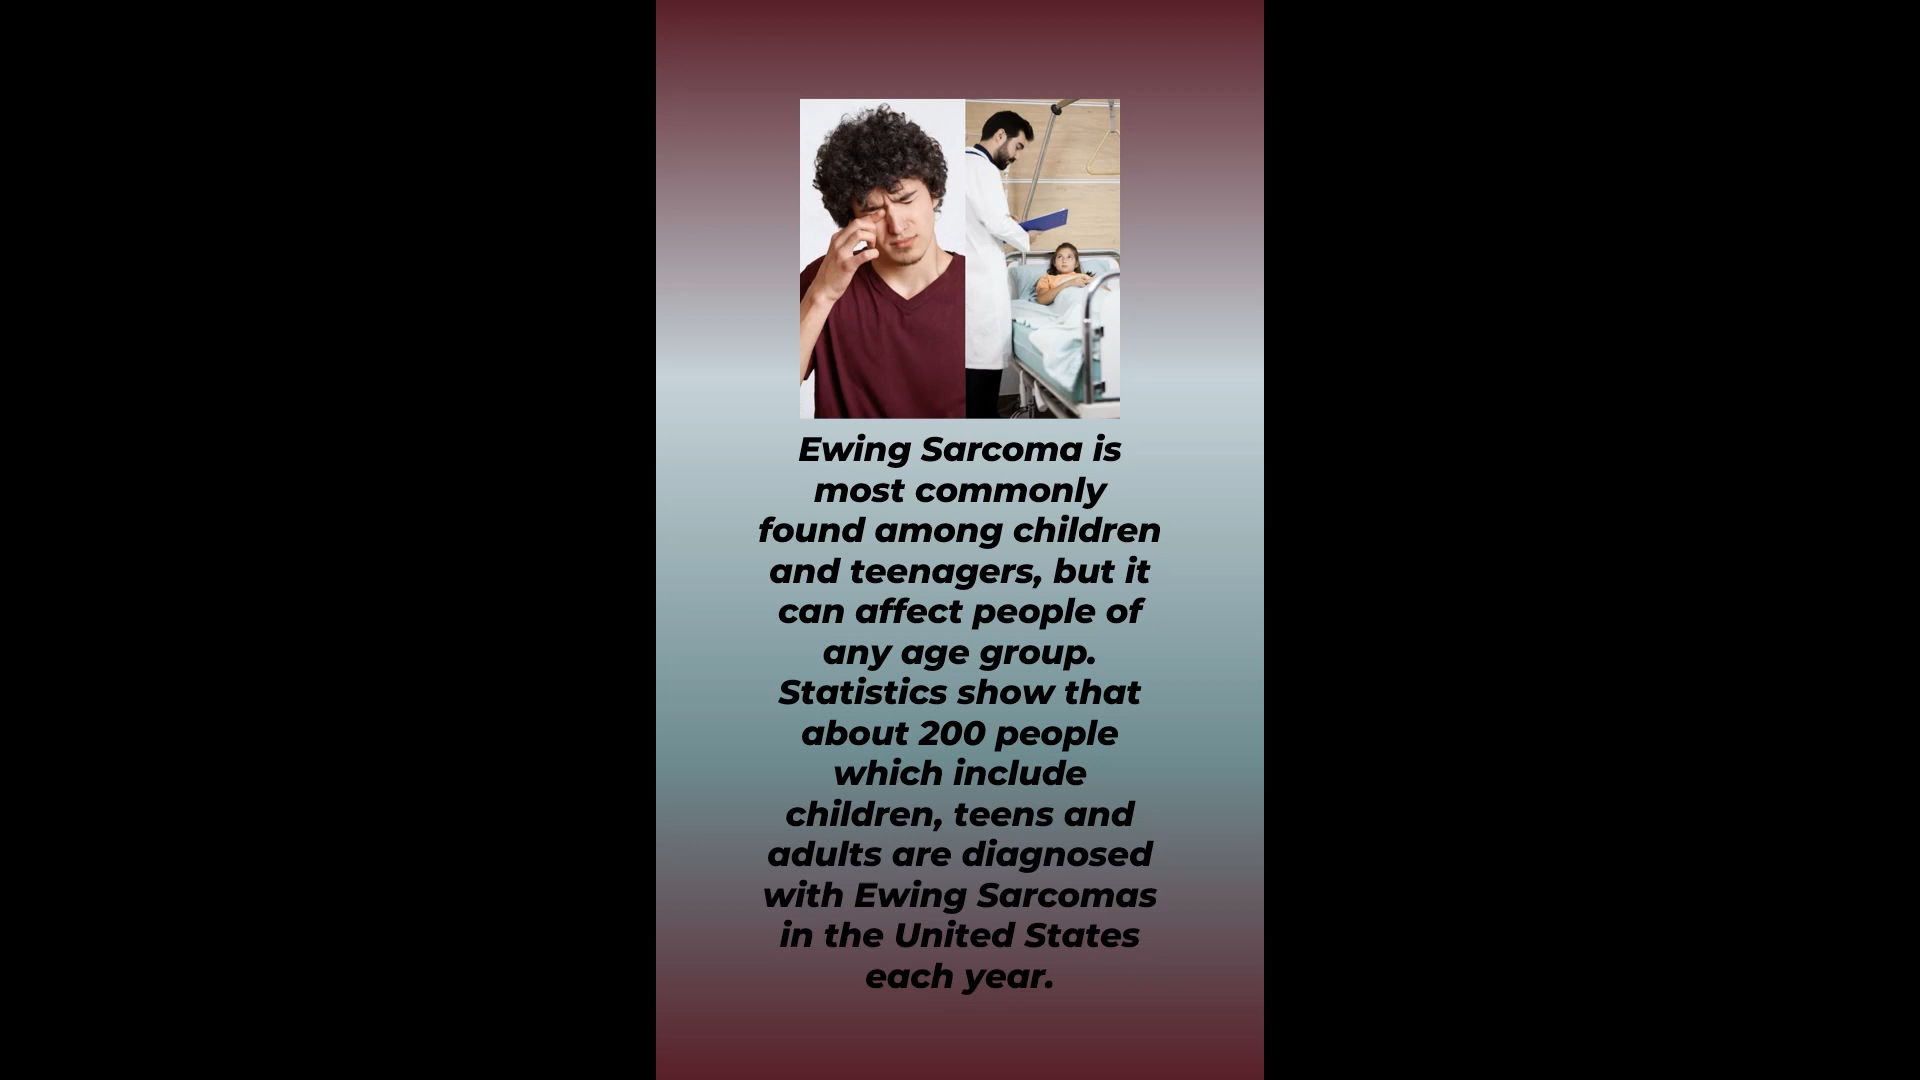 Ewing Sarcoma is
most commonly
found among children
and teenagers, but it
can affect people of
any age group.
Statistics show that
about 200 people
which include
children, teens and
adults are diagnosed
with Ewing Sarcomas
in the United States
each year.